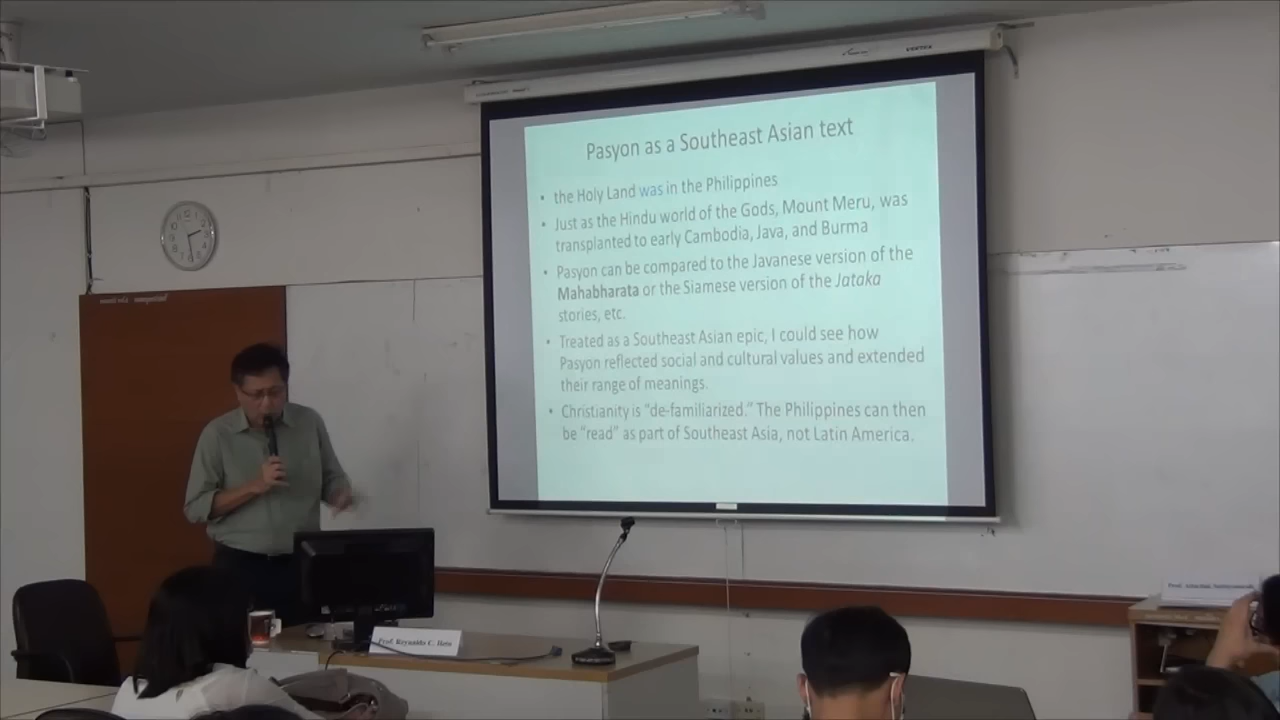 VERTEX
Pasyon as a Southeast Asian text
• the Holy Land was in the Philippines
• Just as the Hindu world of the Gods, Mount Meru, was
transplanted to early Cambodia, Java, and Burma
• Pasyon can be compared to the Javanese version of the
Mahabharata or the Siamese version of the Jataka
stories, etc.
• Treated as a Southeast Asian epic, I could see how
Pasyon reflected social and cultural values and extended
their range of meanings.
• Christianity is “de-familiarized.” The Philippines can then
be “read” as part of Southeast Asia, not Latin America.
Prof. Reynaldo C. Ileto